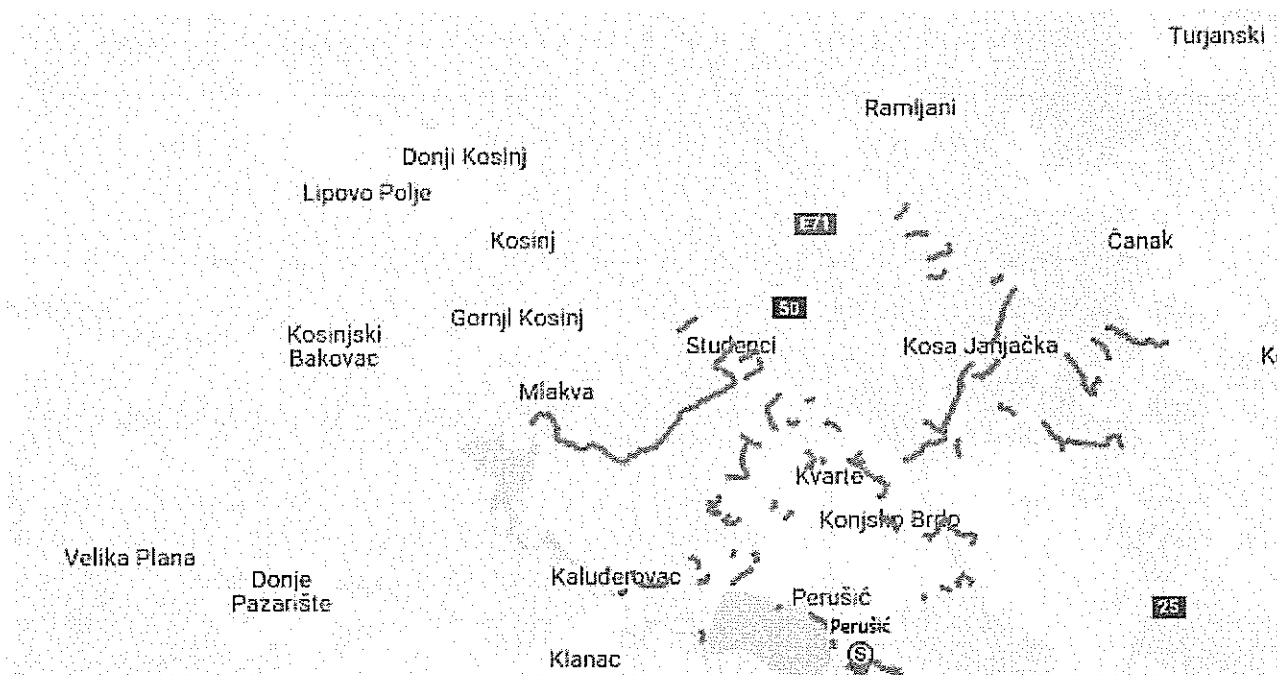 Turjanski
Ramljani
Donji Kosinj
Lipovo Polje
E71
Kosinj
Čanak
50
Gornji Kosinj
Kosinjski
Bakovac
Studenci
Kosa Janjačka
Mlakva
Kvarte
Konjsko Brdo
Velika Plana
Donje
Pazarište
Kaluđerovac
Perušić
25
Perušić
S
Klanac